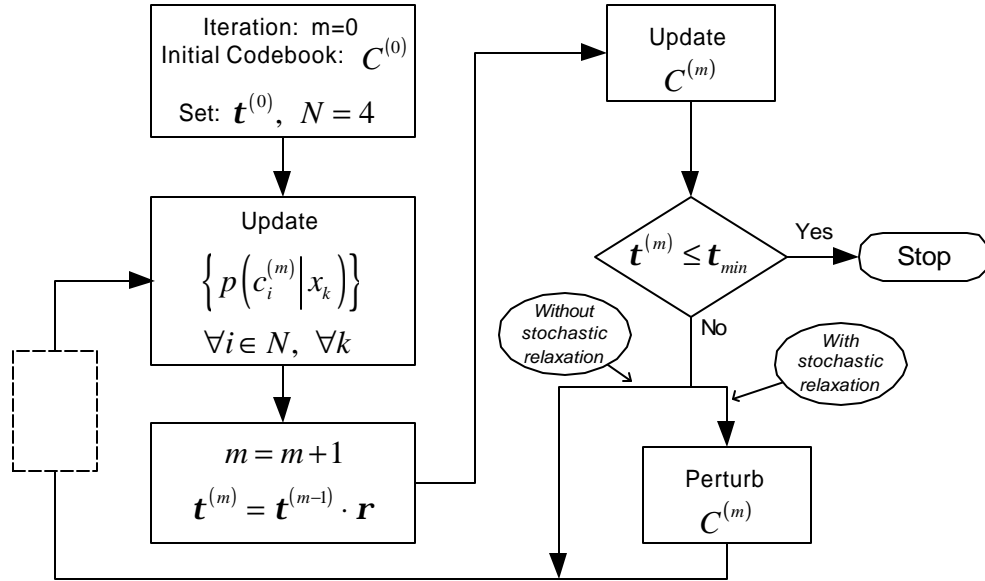 Iteration: m=0
Initial Codebook: C^(0)
Set: t^(0), N = 4
Update
{p(c_i^(m)|x_k)}
∀i ∈ N, ∀k
m = m + 1
t^(m) = t^(m−1) · r
Update
C^(m)
t^(m) ≤ t_min
Yes
Stop
No
Without
stochastic
relaxation
With
stochastic
relaxation
Perturb
C^(m)